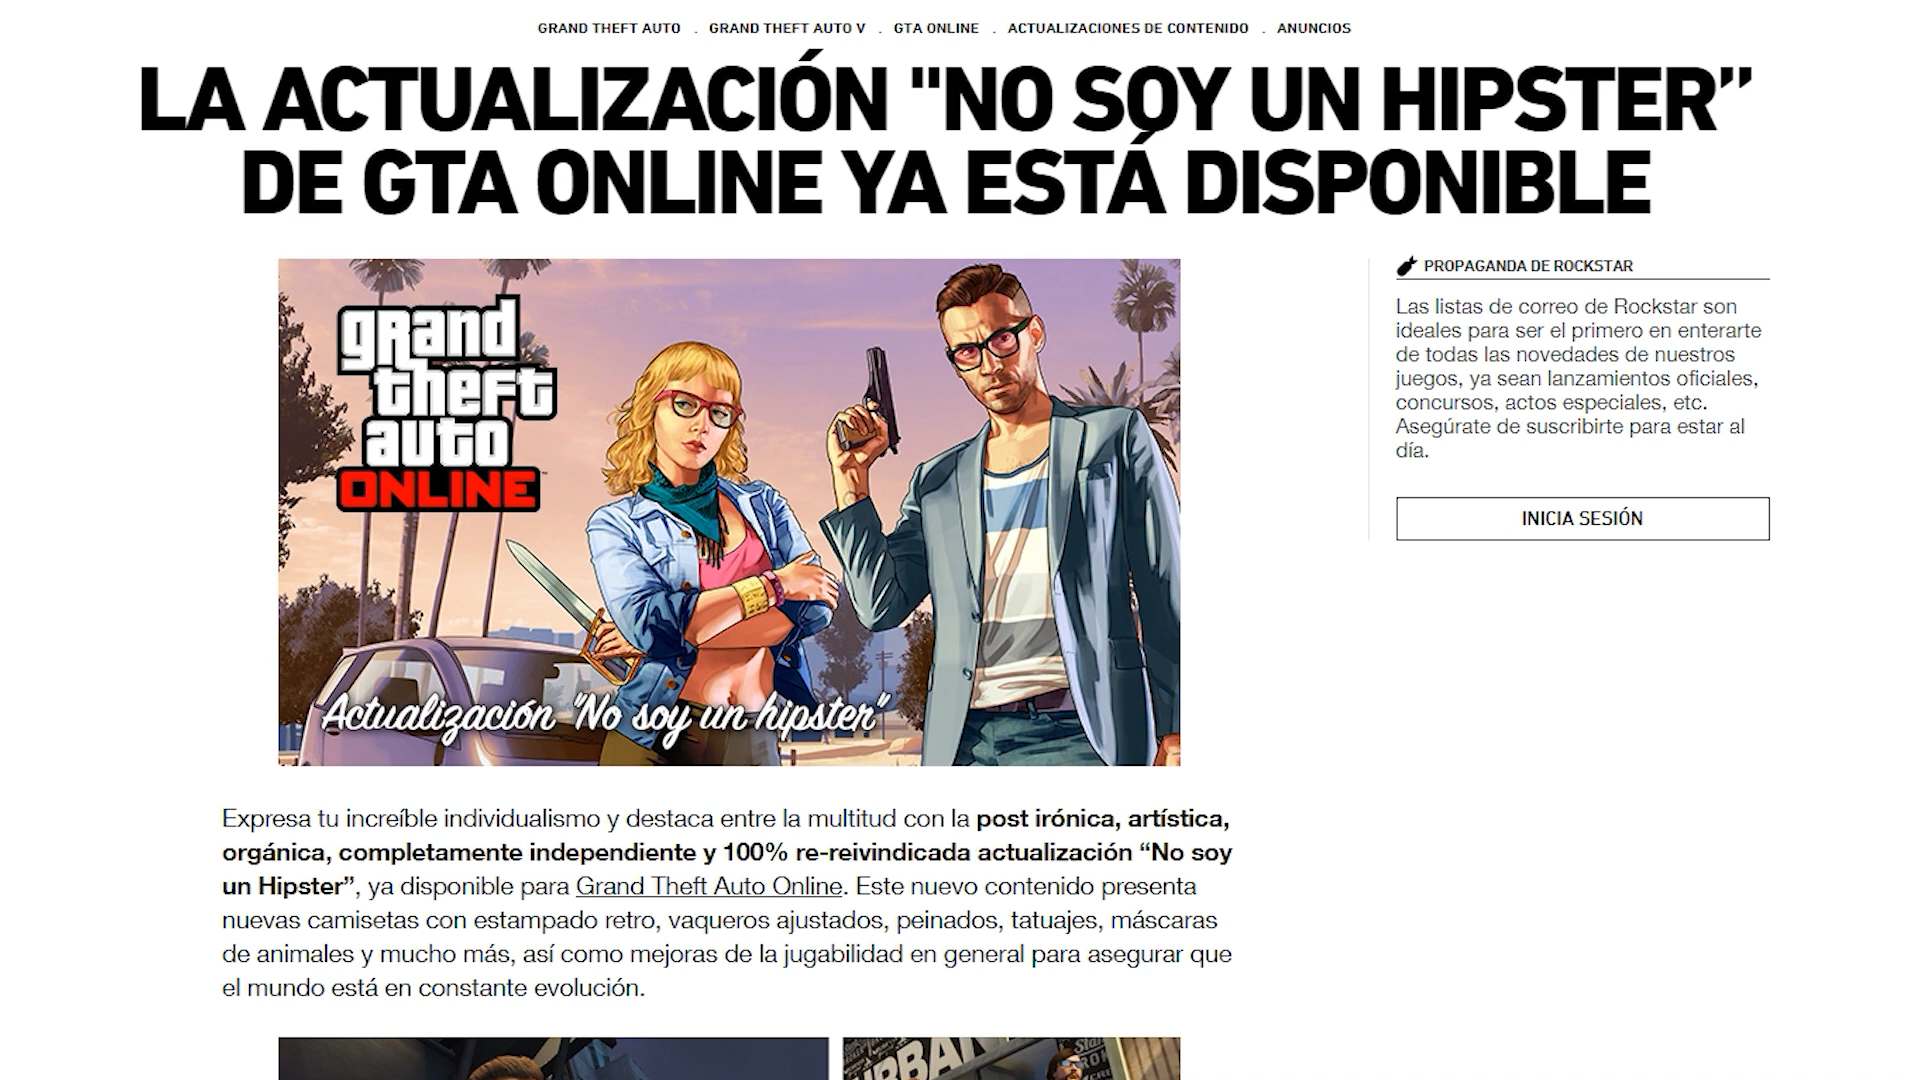 GRAND THEFT AUTO . GRAND THEFT AUTO V . GTA ONLINE . ACTUALIZACIONES DE CONTENIDO . ANUNCIOS
LA ACTUALIZACIÓN "NO SOY UN HIPSTER”
DE GTA ONLINE YA ESTÁ DISPONIBLE
grand
theft
auto
ONLINE
Actualización "No soy un hipster"
PROPAGANDA DE ROCKSTAR
Las listas de correo de Rockstar son
ideales para ser el primero en enterarte
de todas las novedades de nuestros
juegos, ya sean lanzamientos oficiales,
concursos, actos especiales, etc.
Asegúrate de suscribirte para estar al
día.
INICIA SESIÓN
Expresa tu increíble individualismo y destaca entre la multitud con la post irónica, artística,
orgánica, completamente independiente y 100% re-reivindicada actualización “No soy
un Hipster”, ya disponible para Grand Theft Auto Online. Este nuevo contenido presenta
nuevas camisetas con estampado retro, vaqueros ajustados, peinados, tatuajes, máscaras
de animales y mucho más, así como mejoras de la jugabilidad en general para asegurar que
el mundo está en constante evolución.